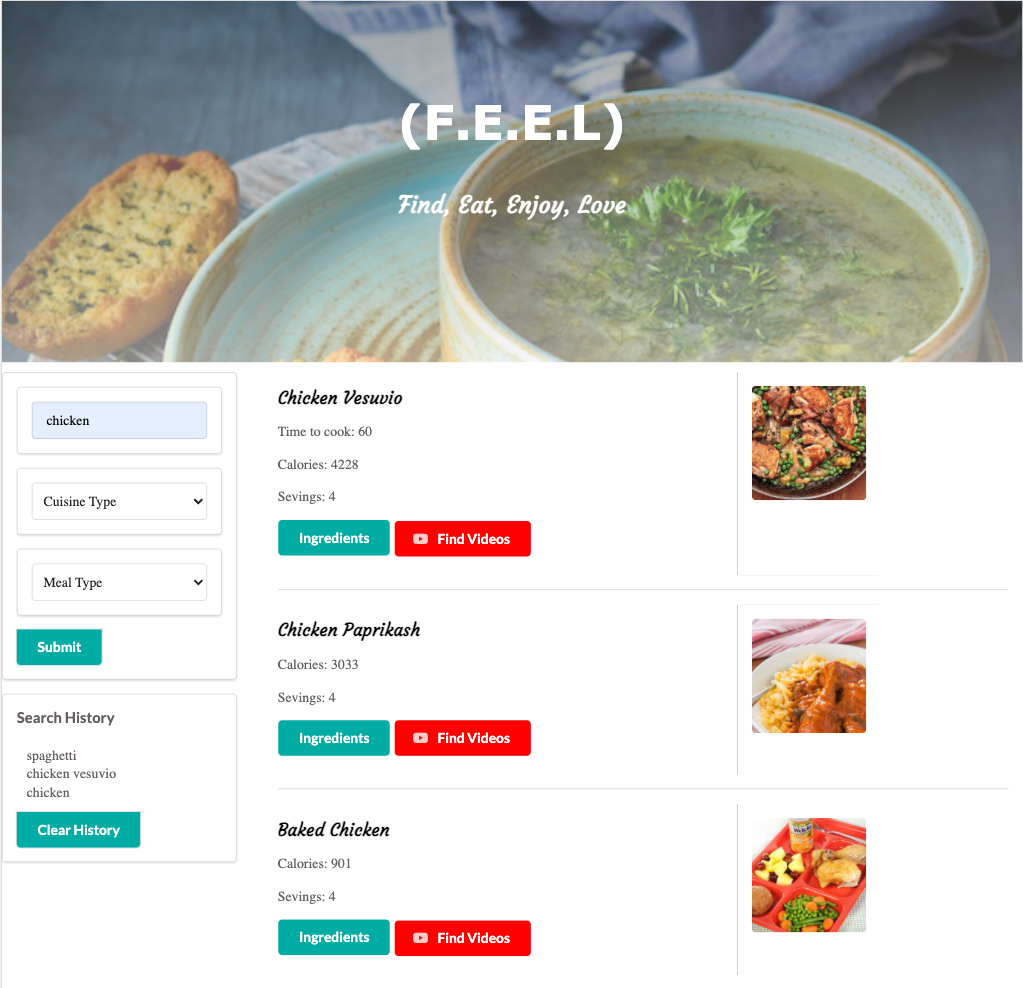 (F.E.E.L)
Find, Eat, Enjoy, Love
chicken
Cuisine Type
Meal Type
Submit
Search History
spaghetti
chicken vesuvio
chicken
Clear History
Chicken Vesuvio
Time to cook: 60
Calories: 4228
Sevings: 4
Ingredients
Find Videos
Chicken Paprikash
Calories: 3033
Sevings: 4
Ingredients
Find Videos
Baked Chicken
Calories: 901
Sevings: 4
Ingredients
Find Videos